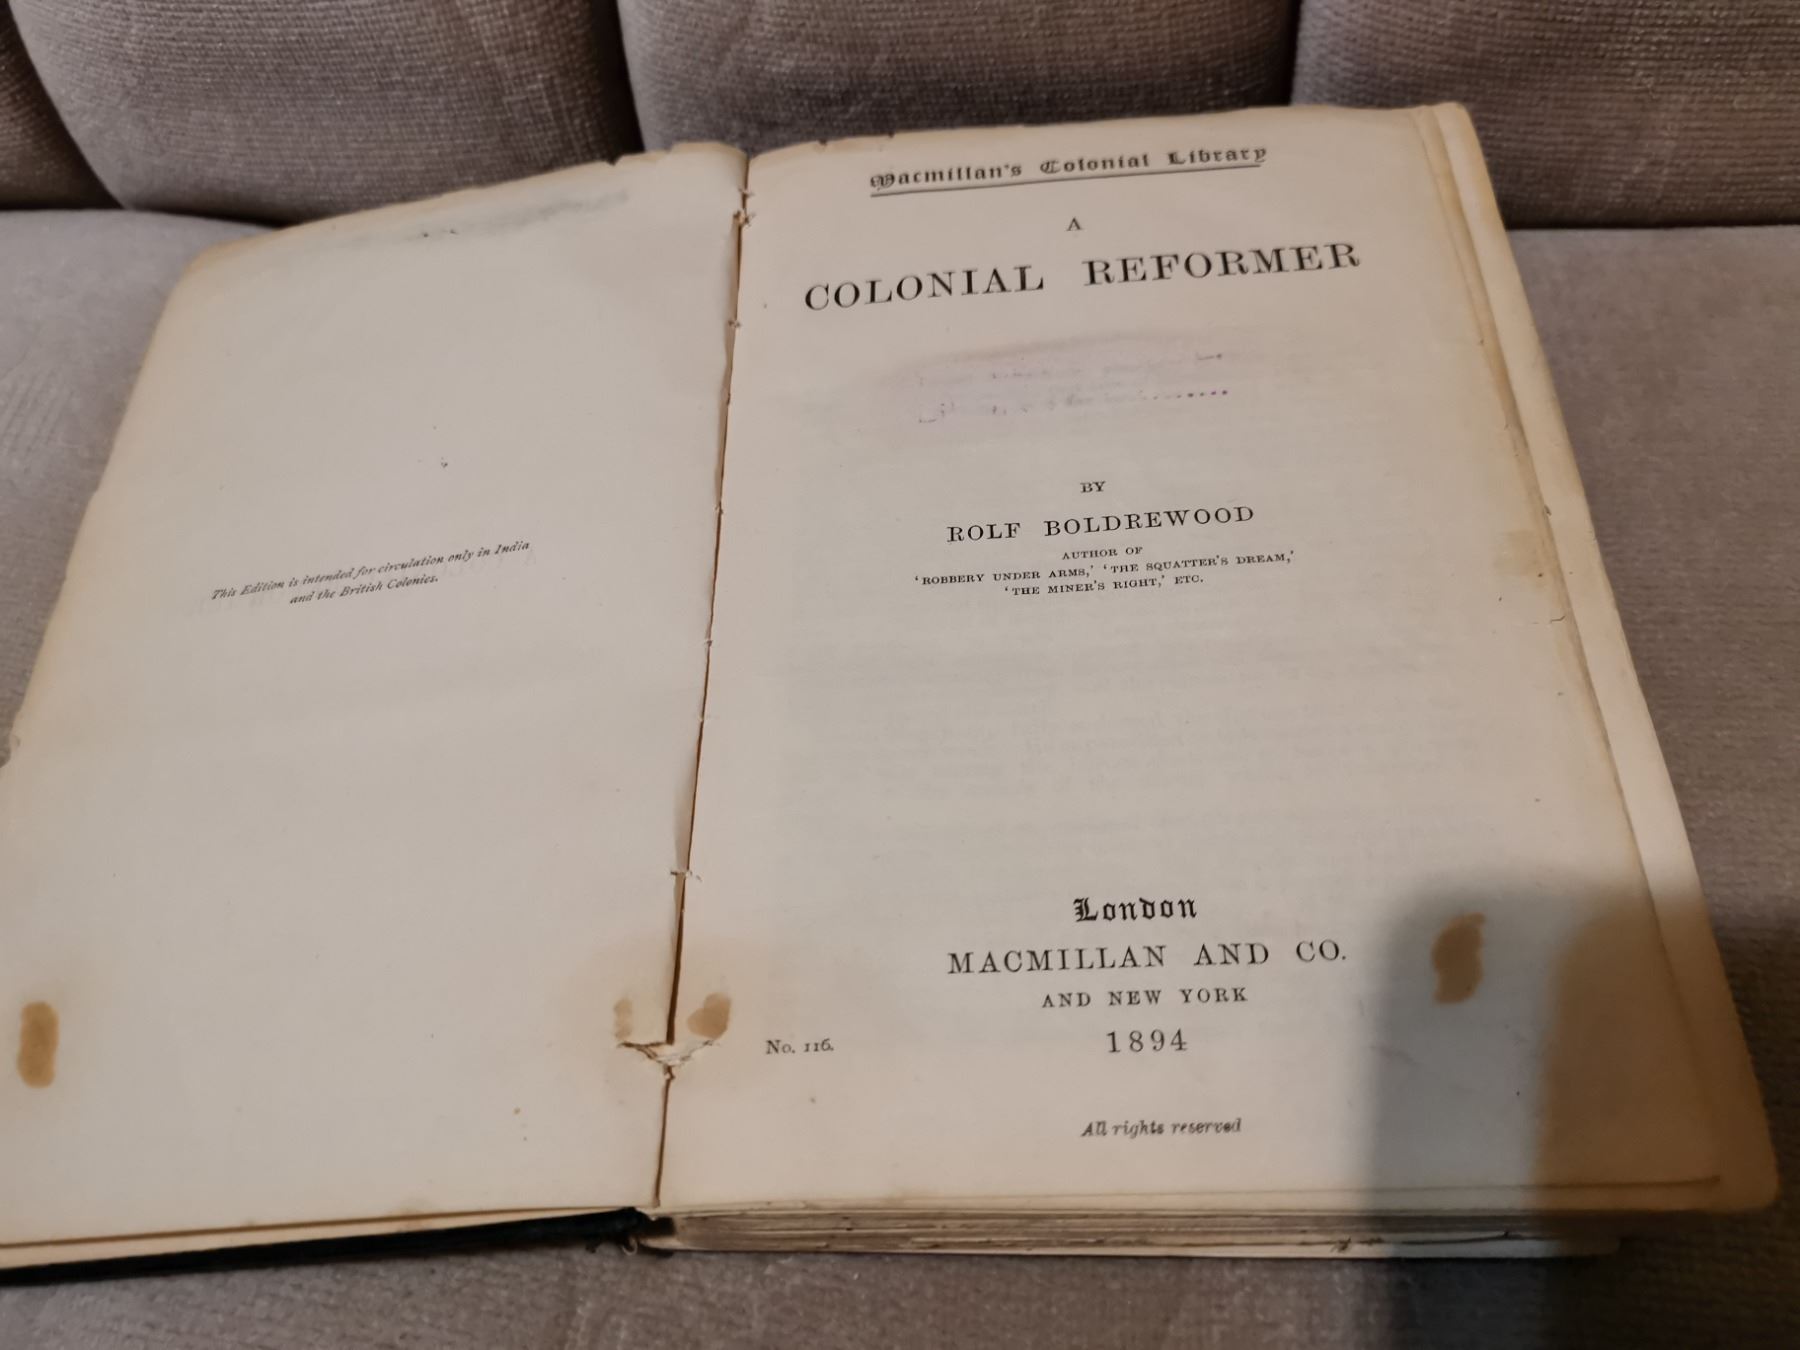 This Edition is intended for circulation only in India
and the British Colonies.
Macmillan's Colonial Library
A
COLONIAL REFORMER
BY
ROLF BOLDREWOOD
AUTHOR OF
'ROBBERY UNDER ARMS,' 'THE SQUATTER'S DREAM,'
'THE MINER'S RIGHT,' ETC.
London
MACMILLAN AND CO.
AND NEW YORK
1894
No. 116.
All rights reserved